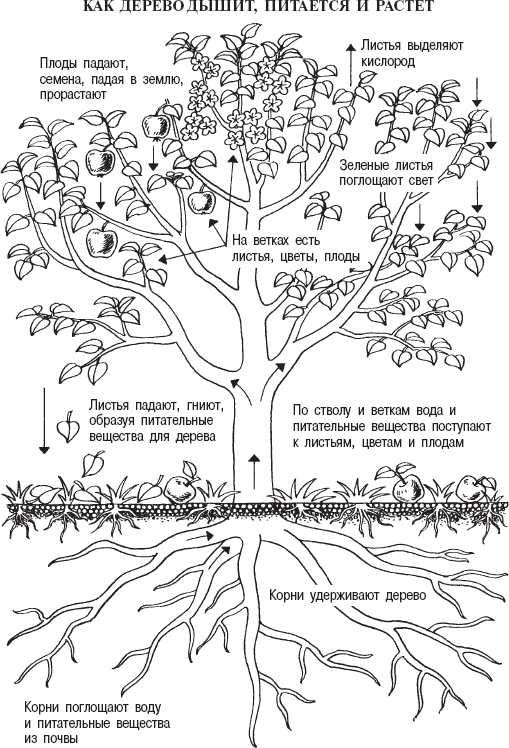 КАК ДЕРЕВО ДЫШИТ, ПИТАЕТСЯ И РАСТЕТ
Плоды падают,
семена, падая в землю,
прорастают
Листья выделяют
кислород
Зеленые листья
поглощают свет
На ветках есть
листья, цветы, плоды
Листья падают, гниют,
образуя питательные
вещества для дерева
По стволу и веткам вода и
питательные вещества поступают
к листьям, цветам и плодам
Корни удерживают дерево
Корни поглощают воду
и питательные вещества
из почвы